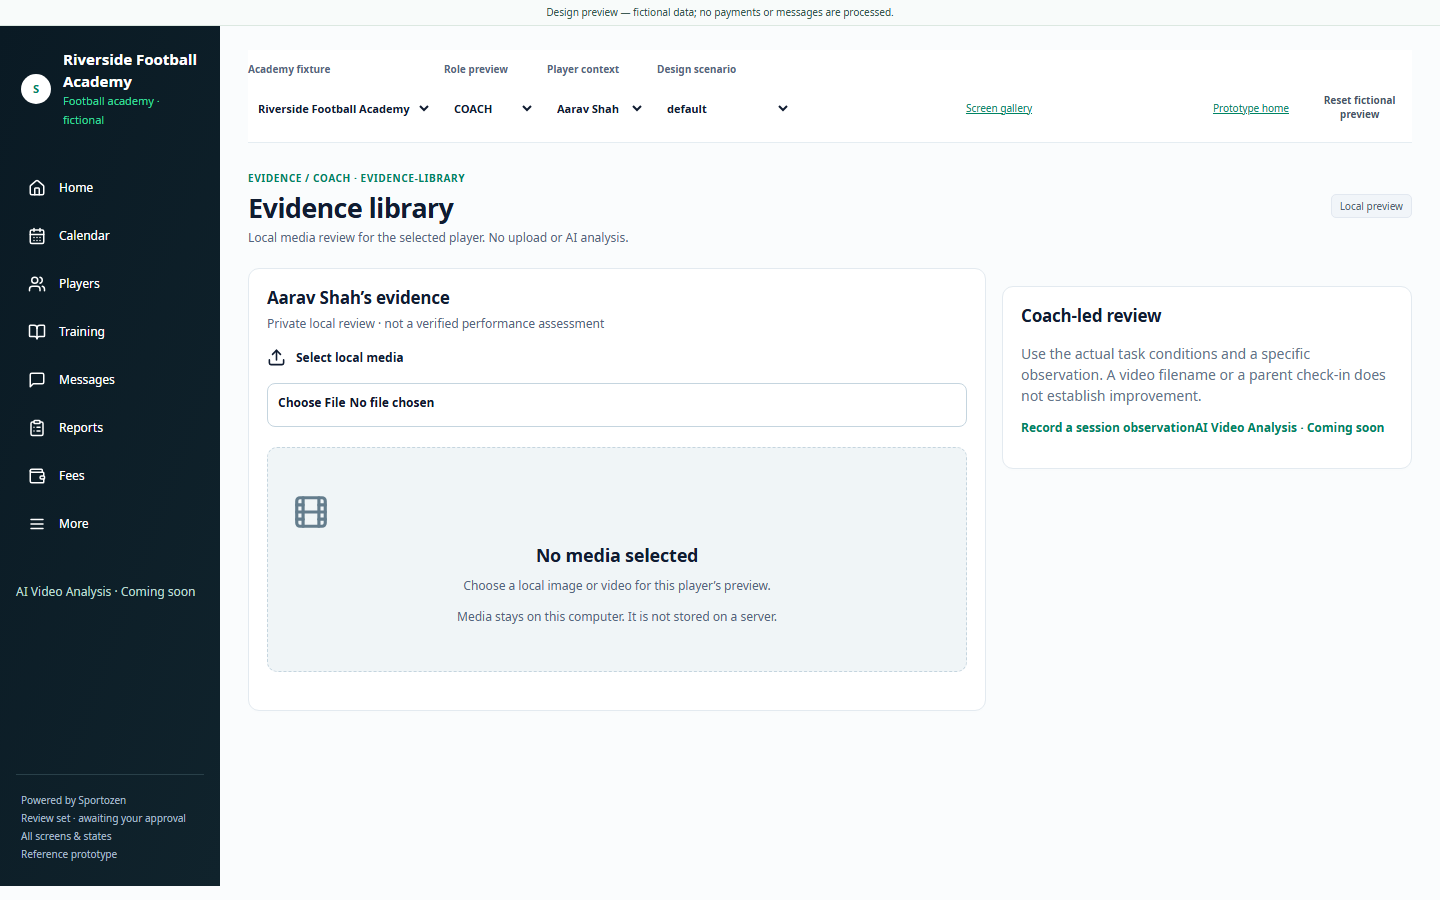 Design preview — fictional data; no payments or messages are processed.
S
Riverside Football
Academy
Football academy ·
fictional
Home
Calendar
Players
Training
Messages
Reports
Fees
More
AI Video Analysis · Coming soon
Powered by Sportozen
Review set · awaiting your approval
All screens & states
Reference prototype
Academy fixture
Role preview
Player context
Design scenario
Riverside Football Academy
COACH
Aarav Shah
default
Screen gallery
Prototype home
Reset fictional
preview
EVIDENCE / COACH · EVIDENCE-LIBRARY
Evidence library
Local media review for the selected player. No upload or AI analysis.
Local preview
Aarav Shah’s evidence
Private local review · not a verified performance assessment
Select local media
Choose File No file chosen
No media selected
Choose a local image or video for this player’s preview.
Media stays on this computer. It is not stored on a server.
Coach-led review
Use the actual task conditions and a specific
observation. A video filename or a parent check-in does
not establish improvement.
Record a session observationAI Video Analysis · Coming soon